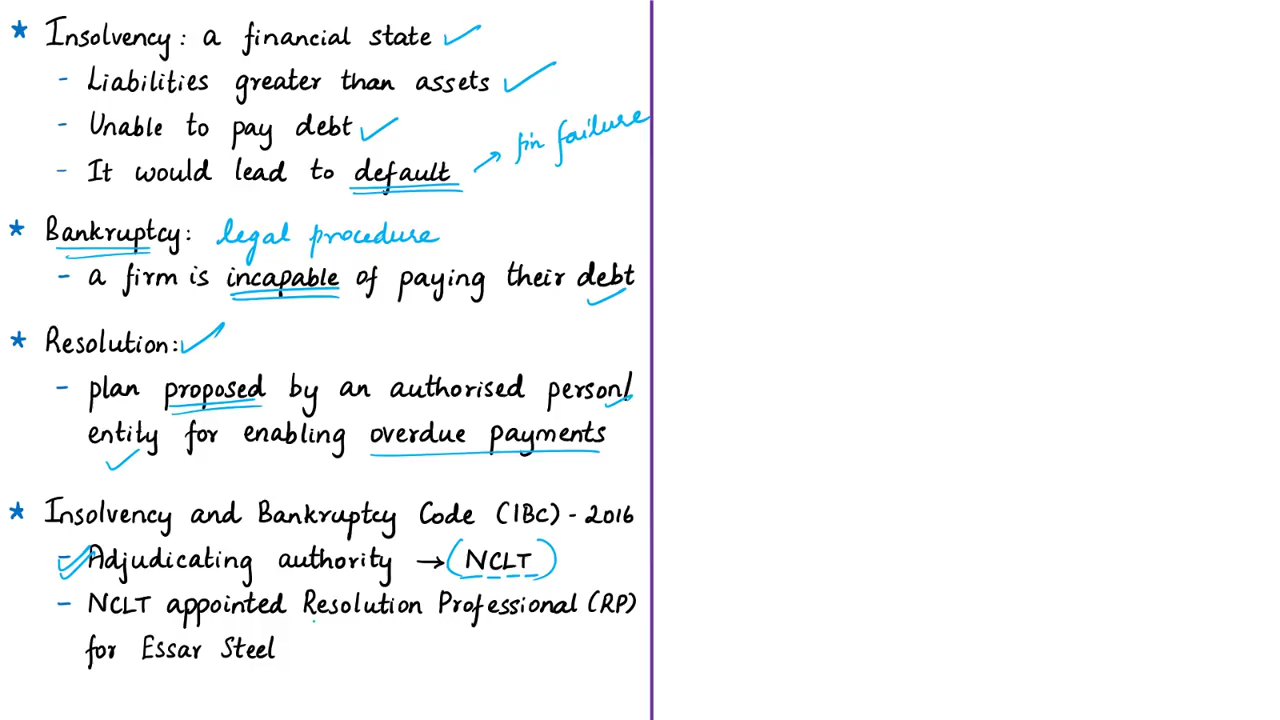 * Insolvency: a financial state
- Liabilities greater than assets
- Unable to pay debt
- It would lead to default → fin failure
* Bankruptcy: legal procedure
- a firm is incapable of paying their debt
* Resolution:
- plan proposed by an authorised person/
entity for enabling overdue payments
* Insolvency and Bankruptcy Code (IBC) - 2016
- Adjudicating authority → (NCLT)
- NCLT appointed Resolution Professional (RP)
for Essar Steel